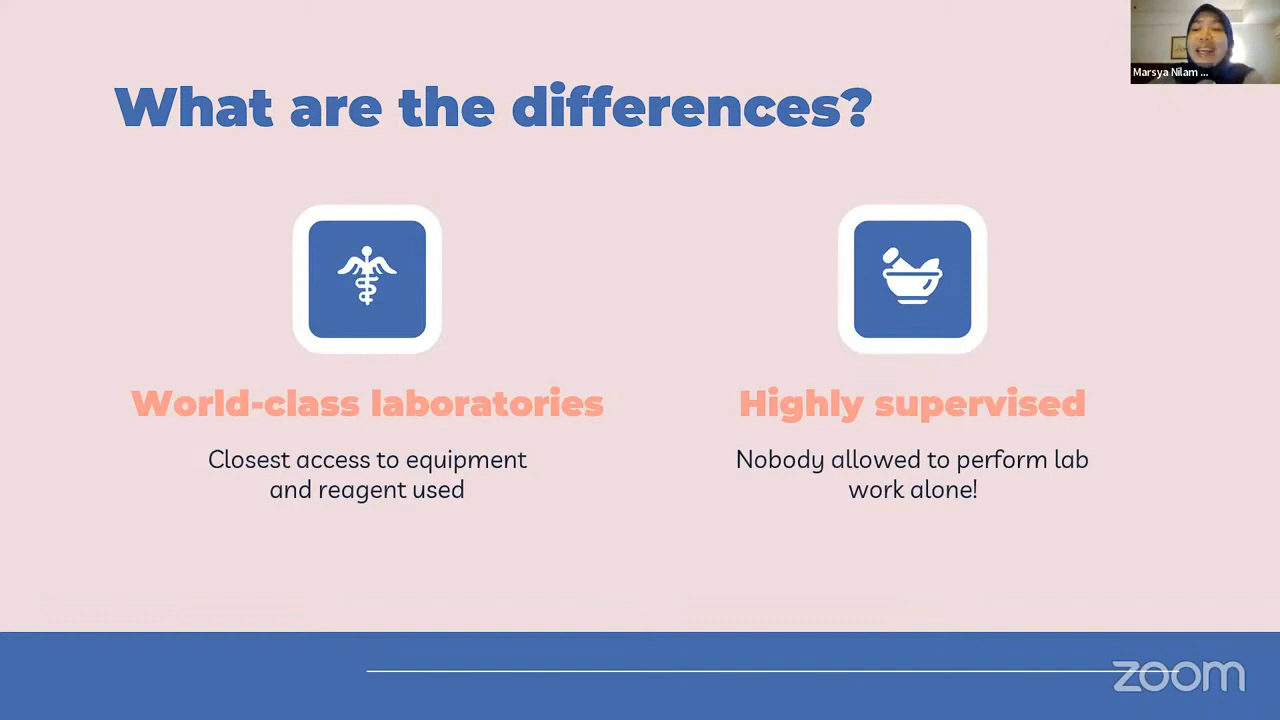 Marsya Nilam ...
What are the differences?
World-class laboratories
Closest access to equipment
and reagent used
Highly supervised
Nobody allowed to perform lab
work alone!
zoom